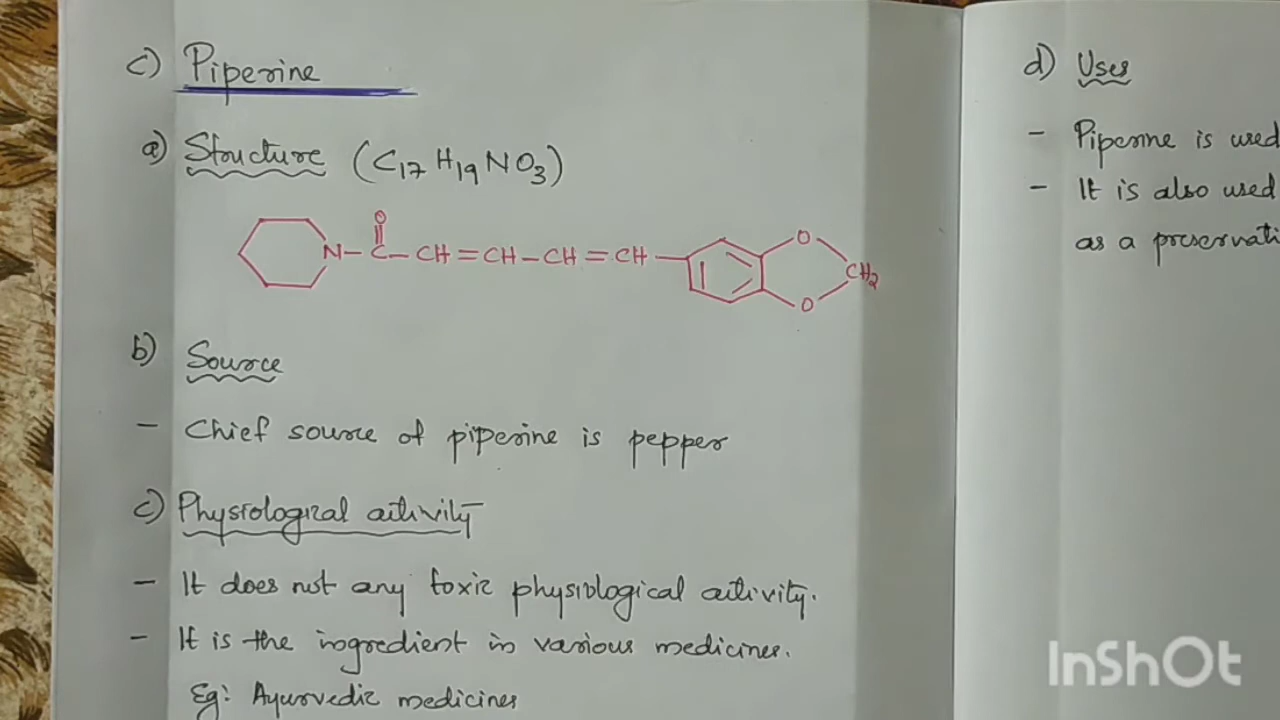 c) Piperine
a) Structure (C17 H19 NO3)
N-C-CH=CH-CH=CH
O
O
O
CH2
b) Source
- Chief source of piperine is pepper
c) Physiological activity
- It does not any toxic physiological activity.
- It is the ingredient in various medicines.
Eg: Ayurvedic medicines
d) Uses
- Piperine is used
- It is also used
as a preservati
InShOt